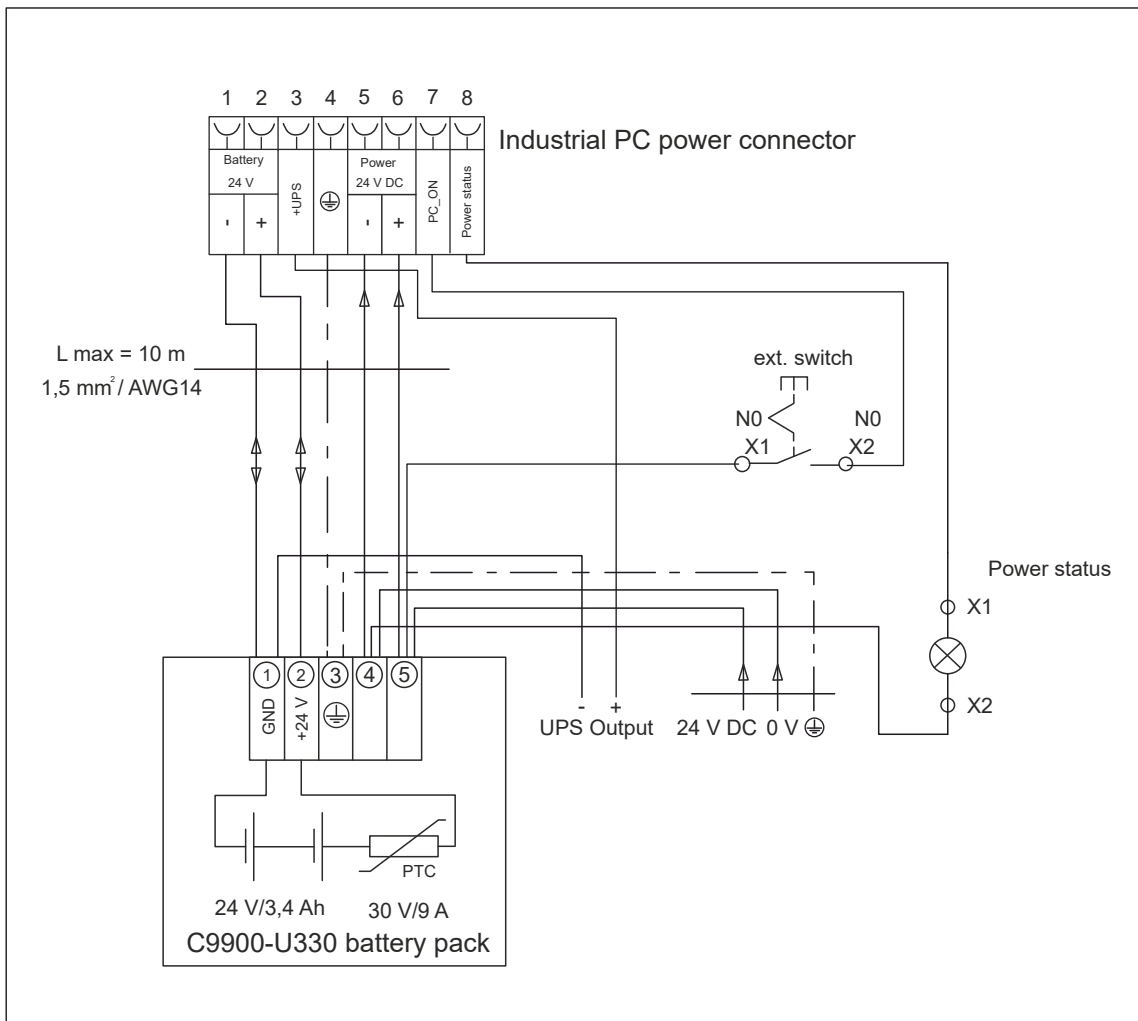 1 2 3 4 5 6 7 8
Industrial PC power connector
Battery
24 V
Power
24 V DC
- +
+UPS
- +
PC_ON
Power status
L max = 10 m
1,5 mm²/ AWG14
ext. switch
N0 N0
X1 X2
Power status
X1
X2
1 2 3 4 5
GND
+24 V
- +
UPS Output
24 V DC 0 V
PTC
24 V/3,4 Ah
30 V/9 A
C9900-U330 battery pack